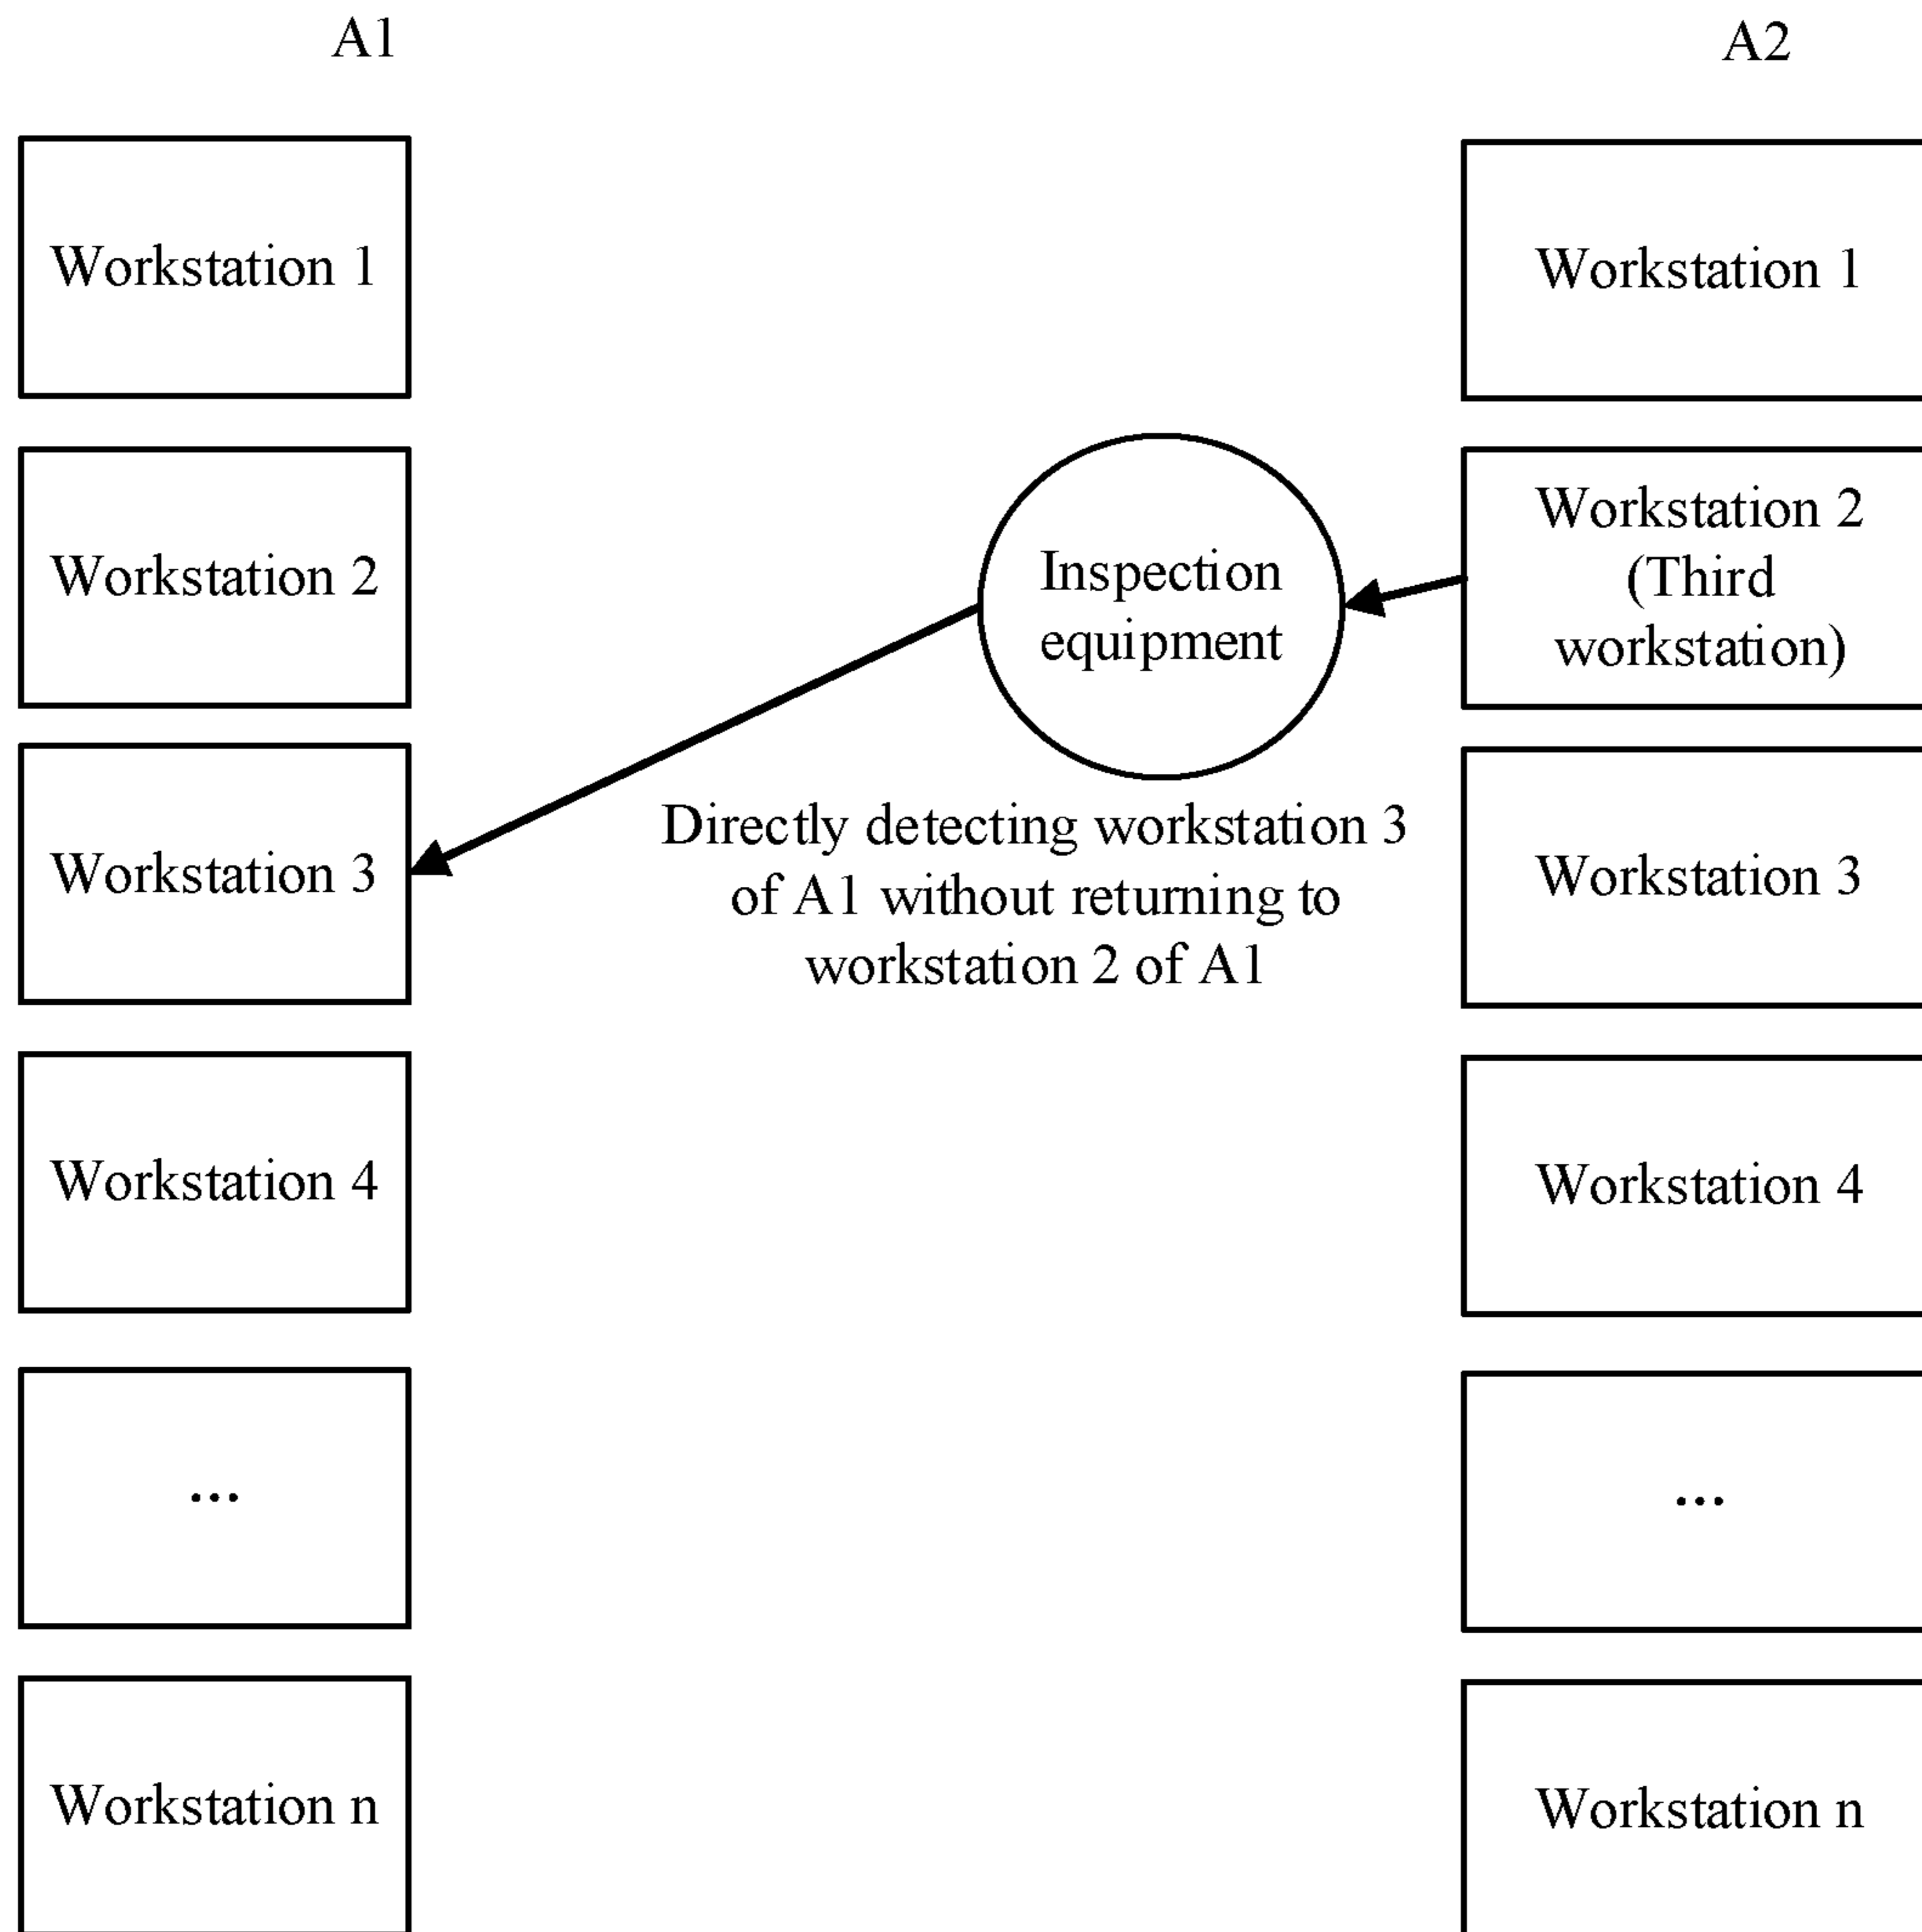 A1
A2
Workstation 1
Workstation 1
Workstation 2
Inspection
equipment
Workstation 2
(Third
workstation)
Workstation 3
Directly detecting workstation 3
of A1 without returning to
workstation 2 of A1
Workstation 3
Workstation 4
Workstation 4
...
...
Workstation n
Workstation n